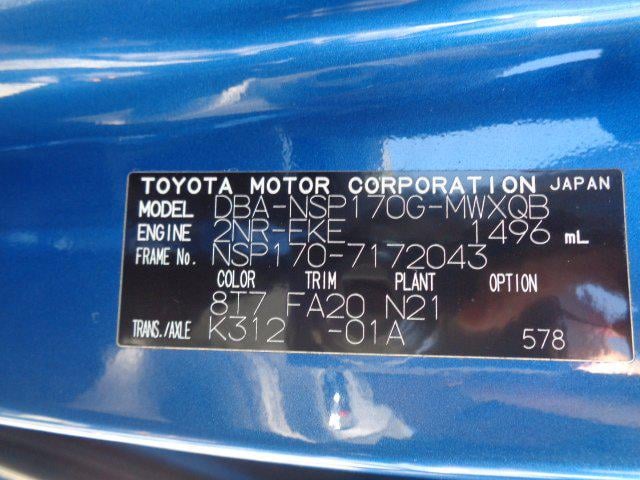 TOYOTA MOTOR CORPORATION JAPAN
MODEL DBA-NSP170G-MWXQB
ENGINE 2NR-FKE 1496 mL
FRAME No. NSP170-7172043
COLOR TRIM PLANT OPTION
8T7 FA20 N21
TRANS./AXLE K312 -01A 578